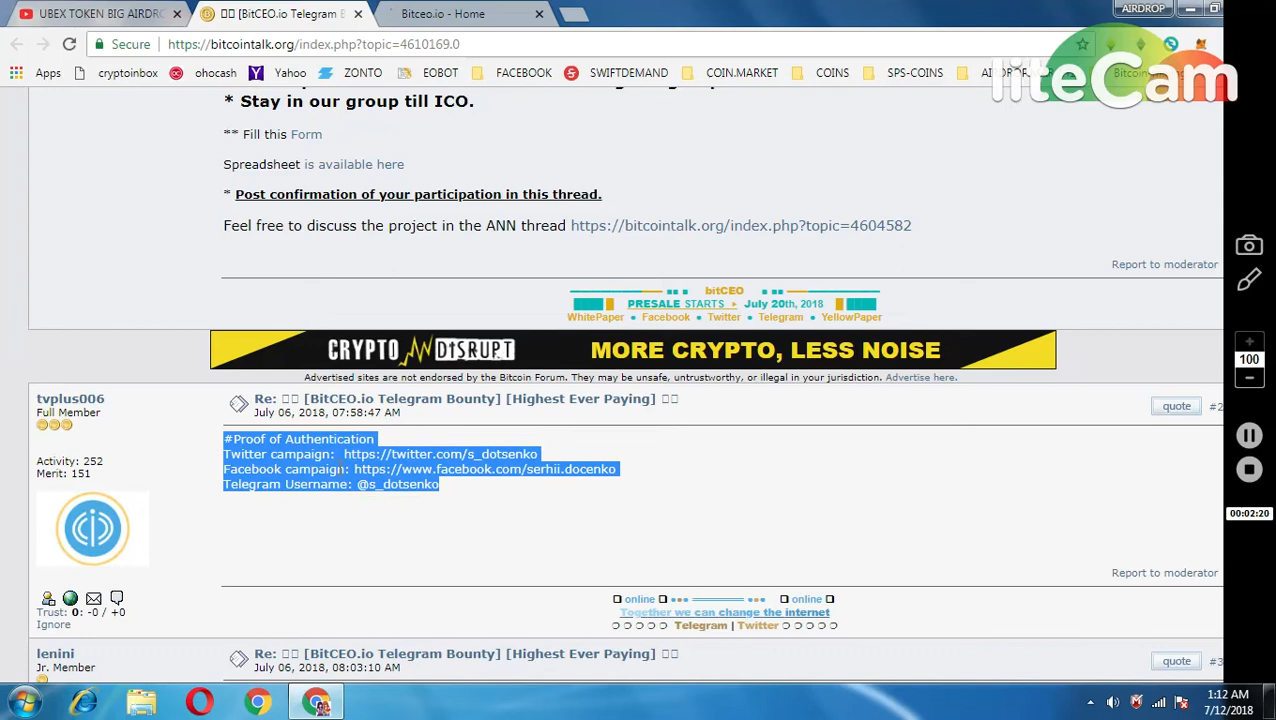 UBEX TOKEN BIG AIRDRO
[BitCEO.io Telegram B
Bitceo.io - Home
AIRDROP
Secure
https://bitcointalk.org/index.php?topic=4610169.0
Apps
cryptoinbox
ohocash
Yahoo
ZONE
EOBOT
FACEBOOK
SWIFTDEMAND
COIN.MARKET
COINS
SPS-COINS
liteCam
* Stay in our group till ICO.
** Fill this Form
Spreadsheet is available here
* Post confirmation of your participation in this thread.
Feel free to discuss the project in the ANN thread https://bitcointalk.org/index.php?topic=4604582
Report to moderator
bitCEO
PRESALE STARTS ▸ July 20th, 2018
WhitePaper ● Facebook ● Twitter ● Telegram ● YellowPaper
CRYPTO DISRUPT MORE CRYPTO, LESS NOISE
Advertised sites are not endorsed by the Bitcoin Forum. They may be unsafe, untrustworthy, or illegal in your jurisdiction. Advertise here.
tvplus006
Full Member
Activity: 252
Merit: 151
Trust: 0: -0 / +0
Ignore
Re: [BitCEO.io Telegram Bounty] [Highest Ever Paying]
July 06, 2018, 07:58:47 AM
quote
#2
#Proof of Authentication
Twitter campaign: https://twitter.com/s_dotsenko
Facebook campaign: https://www.facebook.com/serhii.docenko
Telegram Username: @s_dotsenko
Report to moderator
online online
Together we can change the internet
Telegram | Twitter
lenini
Jr. Member
Re: [BitCEO.io Telegram Bounty] [Highest Ever Paying]
July 06, 2018, 08:03:10 AM
quote
#3
100
00:02:20
1:12 AM
7/12/2018